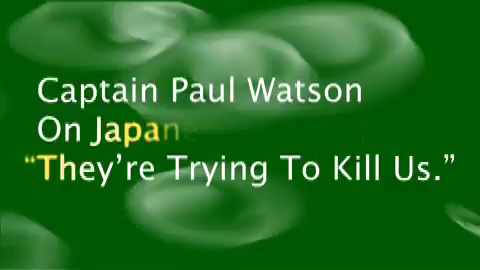 Captain Paul Watson
On Japan
“They’re Trying To Kill Us.”